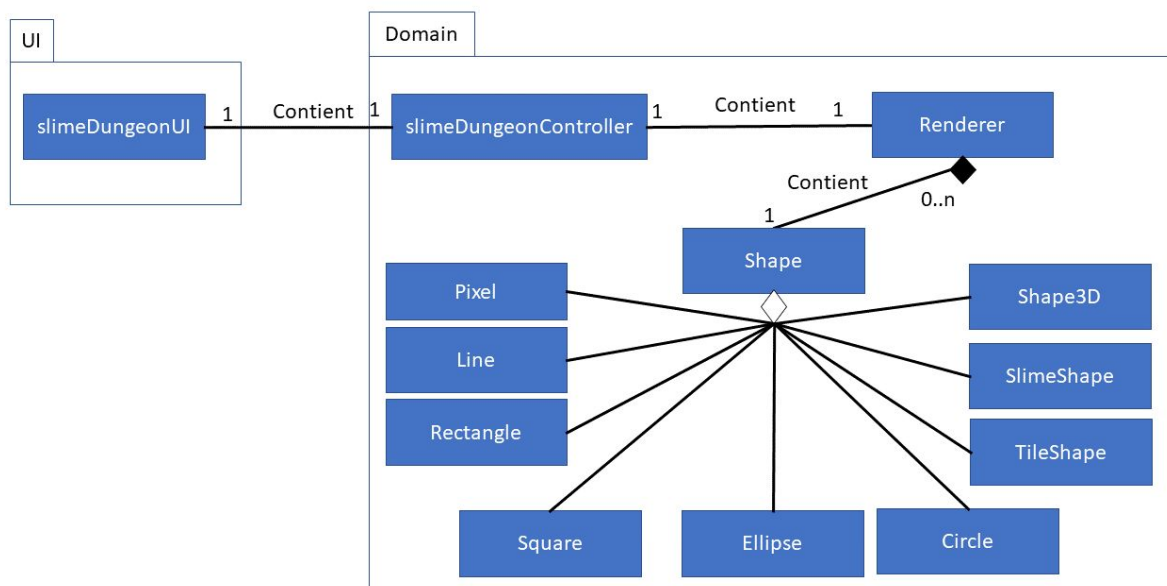 UI
Domain
slimeDungeonUI
1
Contient
1
slimeDungeonController
1
Contient
1
Renderer
Contient
0..n
1
Shape
Pixel
Shape3D
Line
SlimeShape
Rectangle
TileShape
Square
Ellipse
Circle